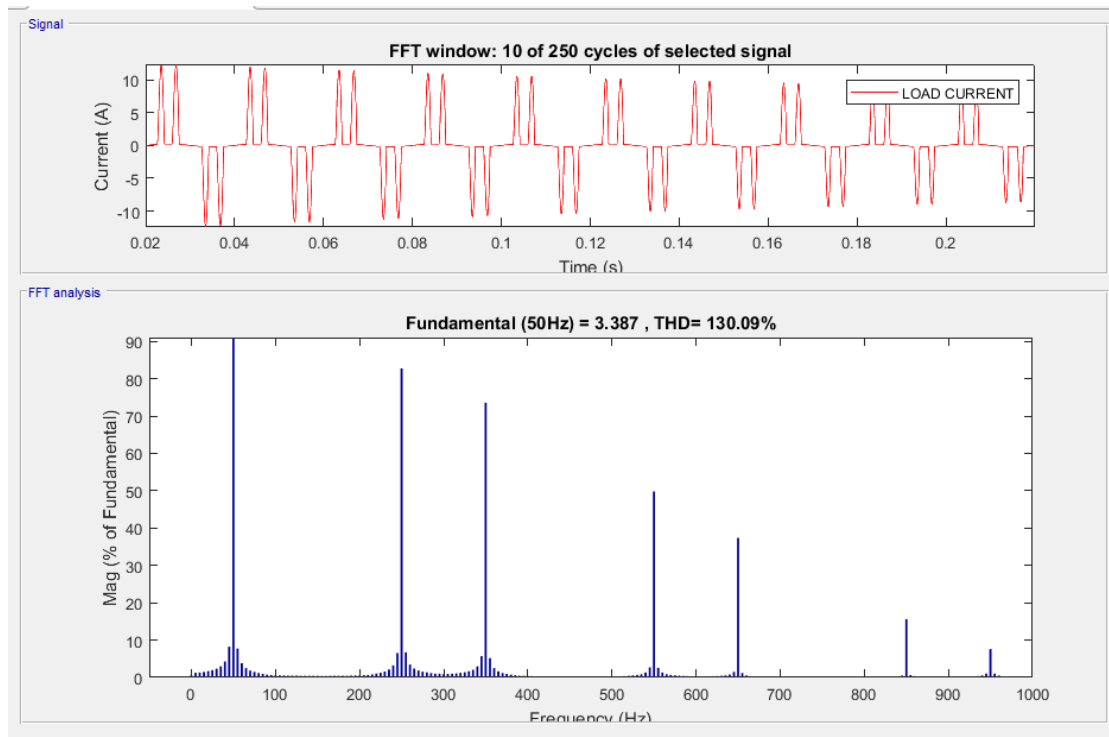 Signal
FFT window: 10 of 250 cycles of selected signal
10
5
0
-5
-10
Current (A)
LOAD CURRENT
0.02 0.04 0.06 0.08 0.1 0.12 0.14 0.16 0.18 0.2
Time (s)
FFT analysis
Fundamental (50Hz) = 3.387 , THD= 130.09%
90
80
70
60
50
40
30
20
10
0
Mag (% of Fundamental)
0 100 200 300 400 500 600 700 800 900 1000
Frequency (Hz)